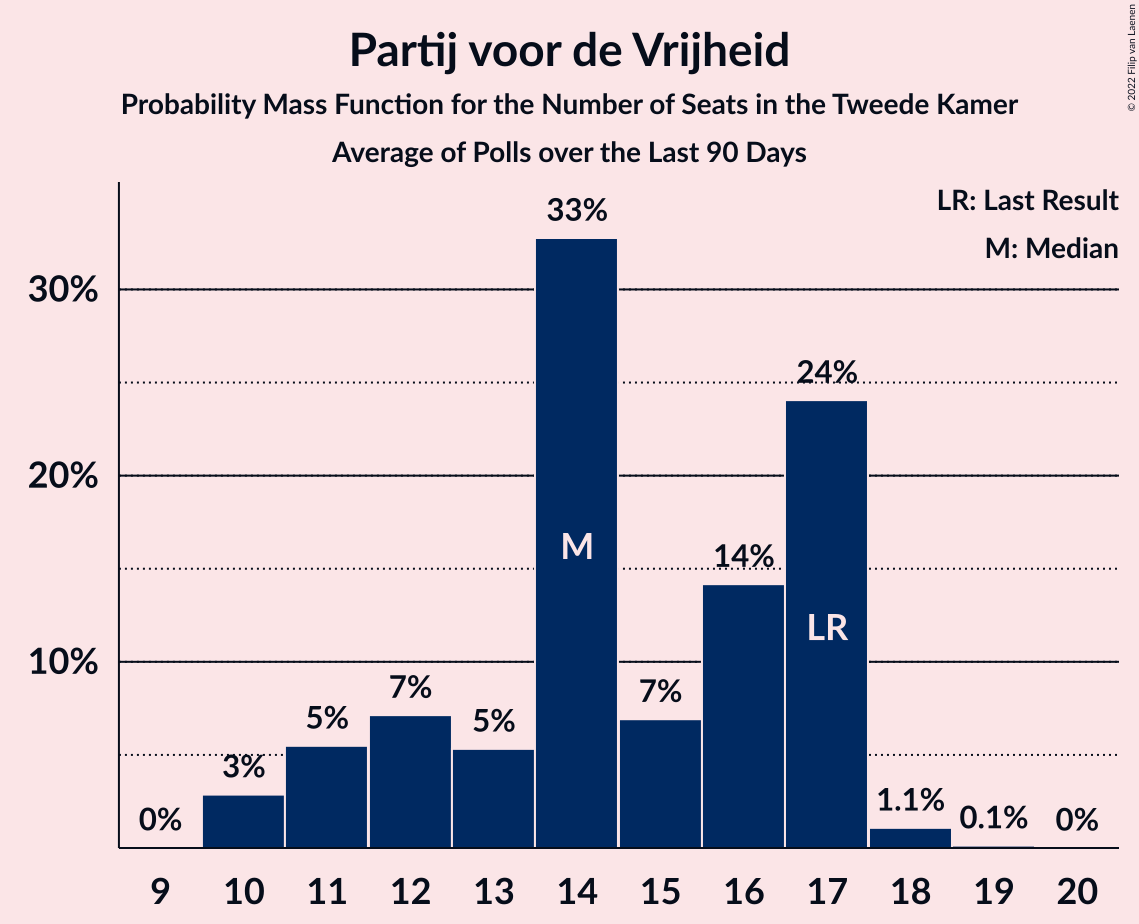 © 2022 Filip van Laenen
Partij voor de Vrijheid
Probability Mass Function for the Number of Seats in the Tweede Kamer
Average of Polls over the Last 90 Days
LR: Last Result
M: Median
33%
30%
24%
20%
14%
M
LR
10%
7%
7%
5%
5%
3%
1.1%
0.1%
0%
0%
9 10 11 12 13 14 15 16 17 18 19 20